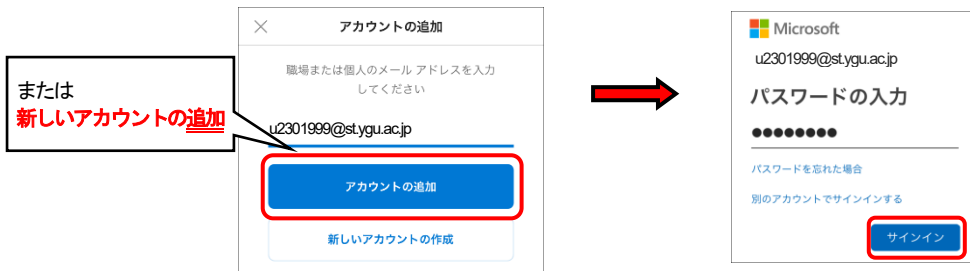 または
新しいアカウントの追加
アカウントの追加
職場または個人のメール アドレスを入力
してください
u2301999@st.ygu.ac.jp
アカウントの追加
新しいアカウントの作成
Microsoft
u2301999@st.ygu.ac.jp
パスワードの入力
パスワードを忘れた場合
別のアカウントでサインインする
サインイン